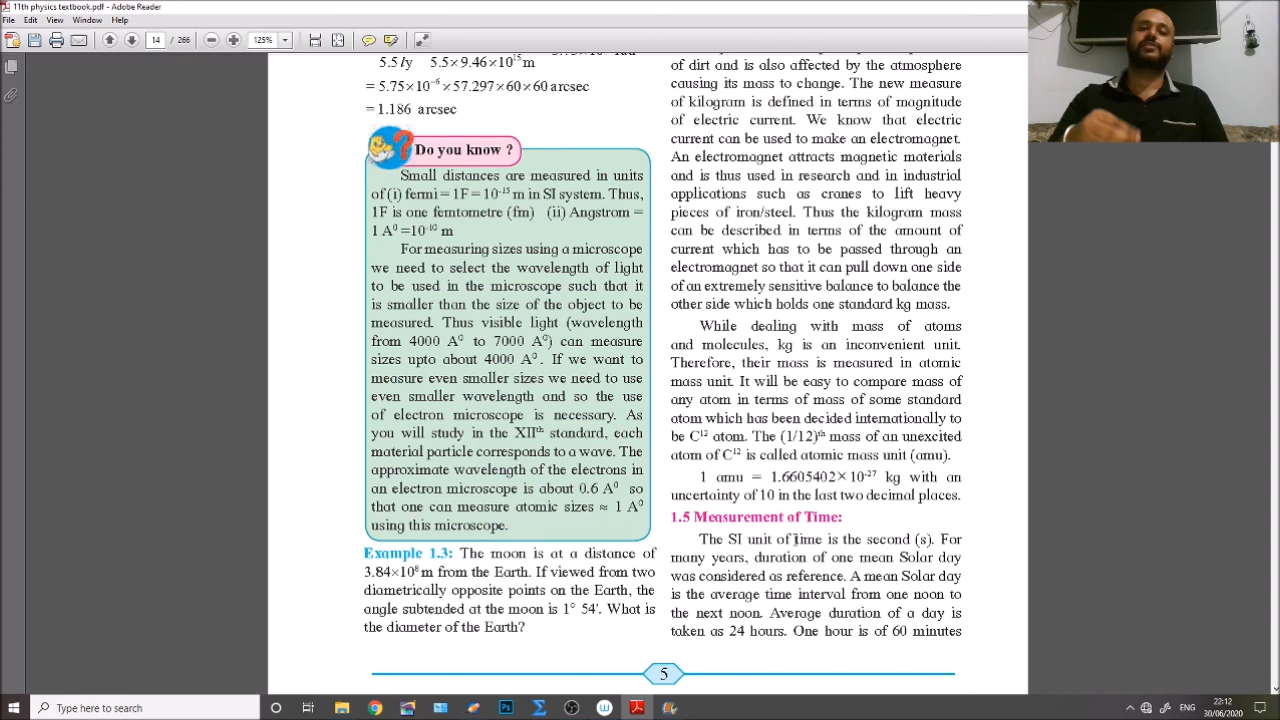 11th physics textbook.pdf - Adobe Reader
File Edit View Window Help
14 / 266
125%
5.5 ly 5.5×9.46×10¹⁵ m
= 5.75×10⁻⁶ ×57.297×60×60 arcsec
= 1.186 arcsec
Do you know ?
Small distances are measured in units
of (i) fermi = 1F = 10⁻¹⁵ m in SI system. Thus,
1F is one femtometre (fm) (ii) Angstrom =
1 A⁰ =10⁻¹⁰ m
For measuring sizes using a microscope
we need to select the wavelength of light
to be used in the microscope such that it
is smaller than the size of the object to be
measured. Thus visible light (wavelength
from 4000 A⁰ to 7000 A⁰) can measure
sizes upto about 4000 A⁰. If we want to
measure even smaller sizes we need to use
even smaller wavelength and so the use
of electron microscope is necessary. As
you will study in the XIIᵗʰ standard, each
material particle corresponds to a wave. The
approximate wavelength of the electrons in
an electron microscope is about 0.6 A⁰ so
that one can measure atomic sizes ≈ 1 A⁰
using this microscope.
Example 1.3: The moon is at a distance of
3.84×10⁸ m from the Earth. If viewed from two
diametrically opposite points on the Earth, the
angle subtended at the moon is 1° 54′. What is
the diameter of the Earth?
of dirt and is also affected by the atmosphere
causing its mass to change. The new measure
of kilogram is defined in terms of magnitude
of electric current. We know that electric
current can be used to make an electromagnet.
An electromagnet attracts magnetic materials
and is thus used in research and in industrial
applications such as cranes to lift heavy
pieces of iron/steel. Thus the kilogram mass
can be described in terms of the amount of
current which has to be passed through an
electromagnet so that it can pull down one side
of an extremely sensitive balance to balance the
other side which holds one standard kg mass.
While dealing with mass of atoms
and molecules, kg is an inconvenient unit.
Therefore, their mass is measured in atomic
mass unit. It will be easy to compare mass of
any atom in terms of mass of some standard
atom which has been decided internationally to
be C¹² atom. The (1/12)ᵗʰ mass of an unexcited
atom of C¹² is called atomic mass unit (amu).
1 amu = 1.6605402×10⁻²⁷ kg with an
uncertainty of 10 in the last two decimal places.
1.5 Measurement of Time:
The SI unit of time is the second (s). For
many years, duration of one mean Solar day
was considered as reference. A mean Solar day
is the average time interval from one noon to
the next noon. Average duration of a day is
taken as 24 hours. One hour is of 60 minutes
5
Type here to search
ENG
22:12
30/06/2020